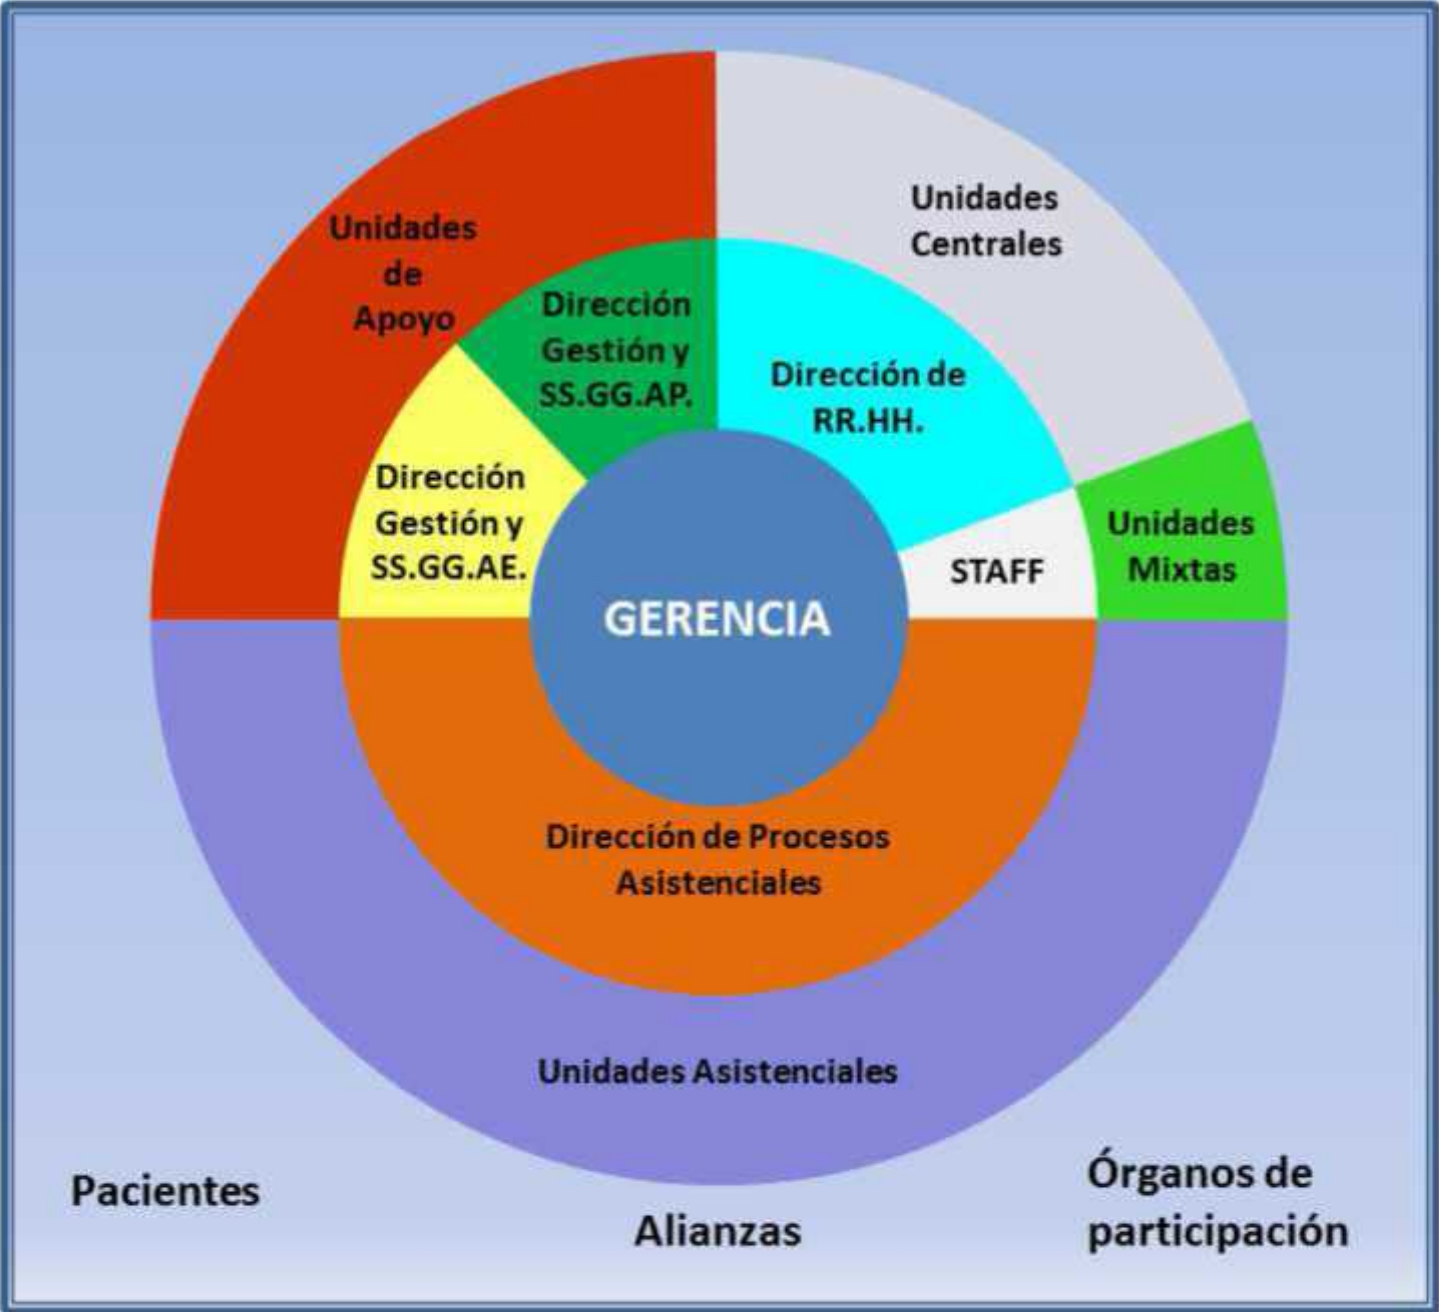 Unidades
Centrales
Unidades
de
Apoyo
Dirección
Gestión y
SS.GG.AP.
Dirección de
RR.HH.
Dirección
Gestión y
SS.GG.AE.
Unidades
Mixtas
STAFF
GERENCIA
Dirección de Procesos
Asistenciales
Unidades Asistenciales
Pacientes
Alianzas
Órganos de
participación